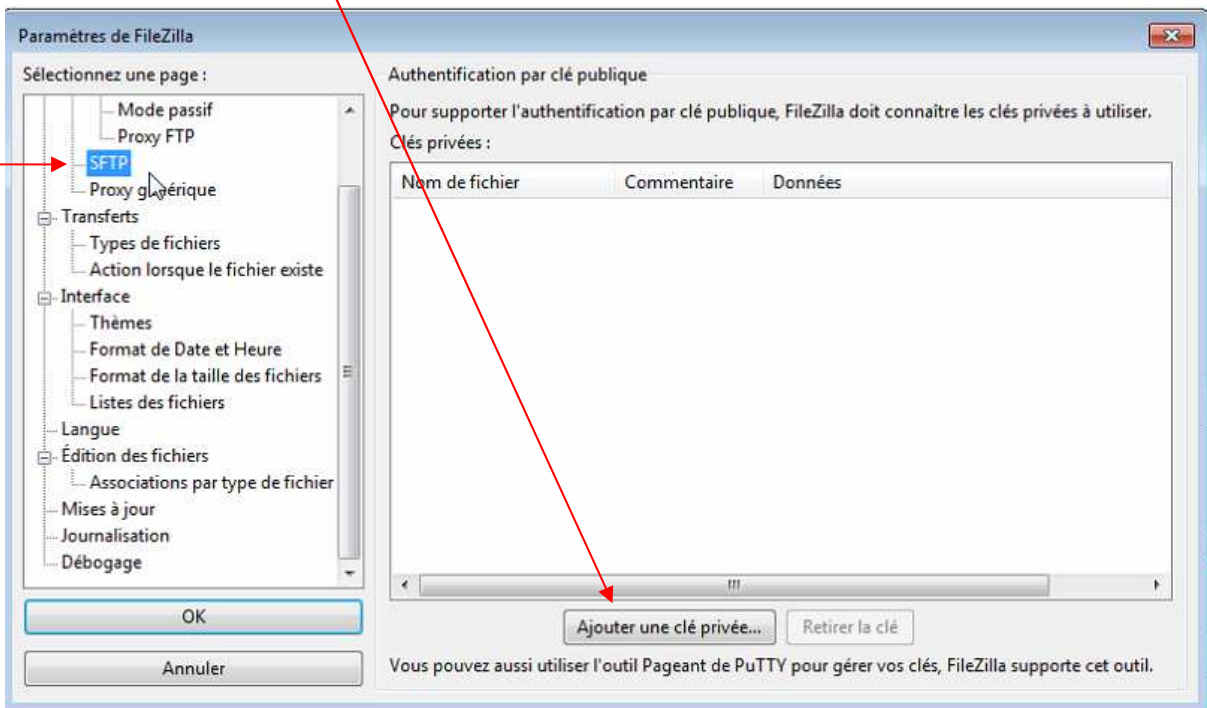 Paramètres de FileZilla
Sélectionnez une page :
Mode passif
Proxy FTP
SFTP
Proxy générique
Transferts
Types de fichiers
Action lorsque le fichier existe
Interface
Thèmes
Format de Date et Heure
Format de la taille des fichiers
Listes des fichiers
Langue
Édition des fichiers
Associations par type de fichier
Mises à jour
Journalisation
Débogage
OK
Annuler
Authentification par clé publique
Pour supporter l'authentification par clé publique, FileZilla doit connaître les clés privées à utiliser.
Clés privées :
Nom de fichier Commentaire Données
Ajouter une clé privée... Retirer la clé
Vous pouvez aussi utiliser l'outil Pageant de PuTTY pour gérer vos clés, FileZilla supporte cet outil.